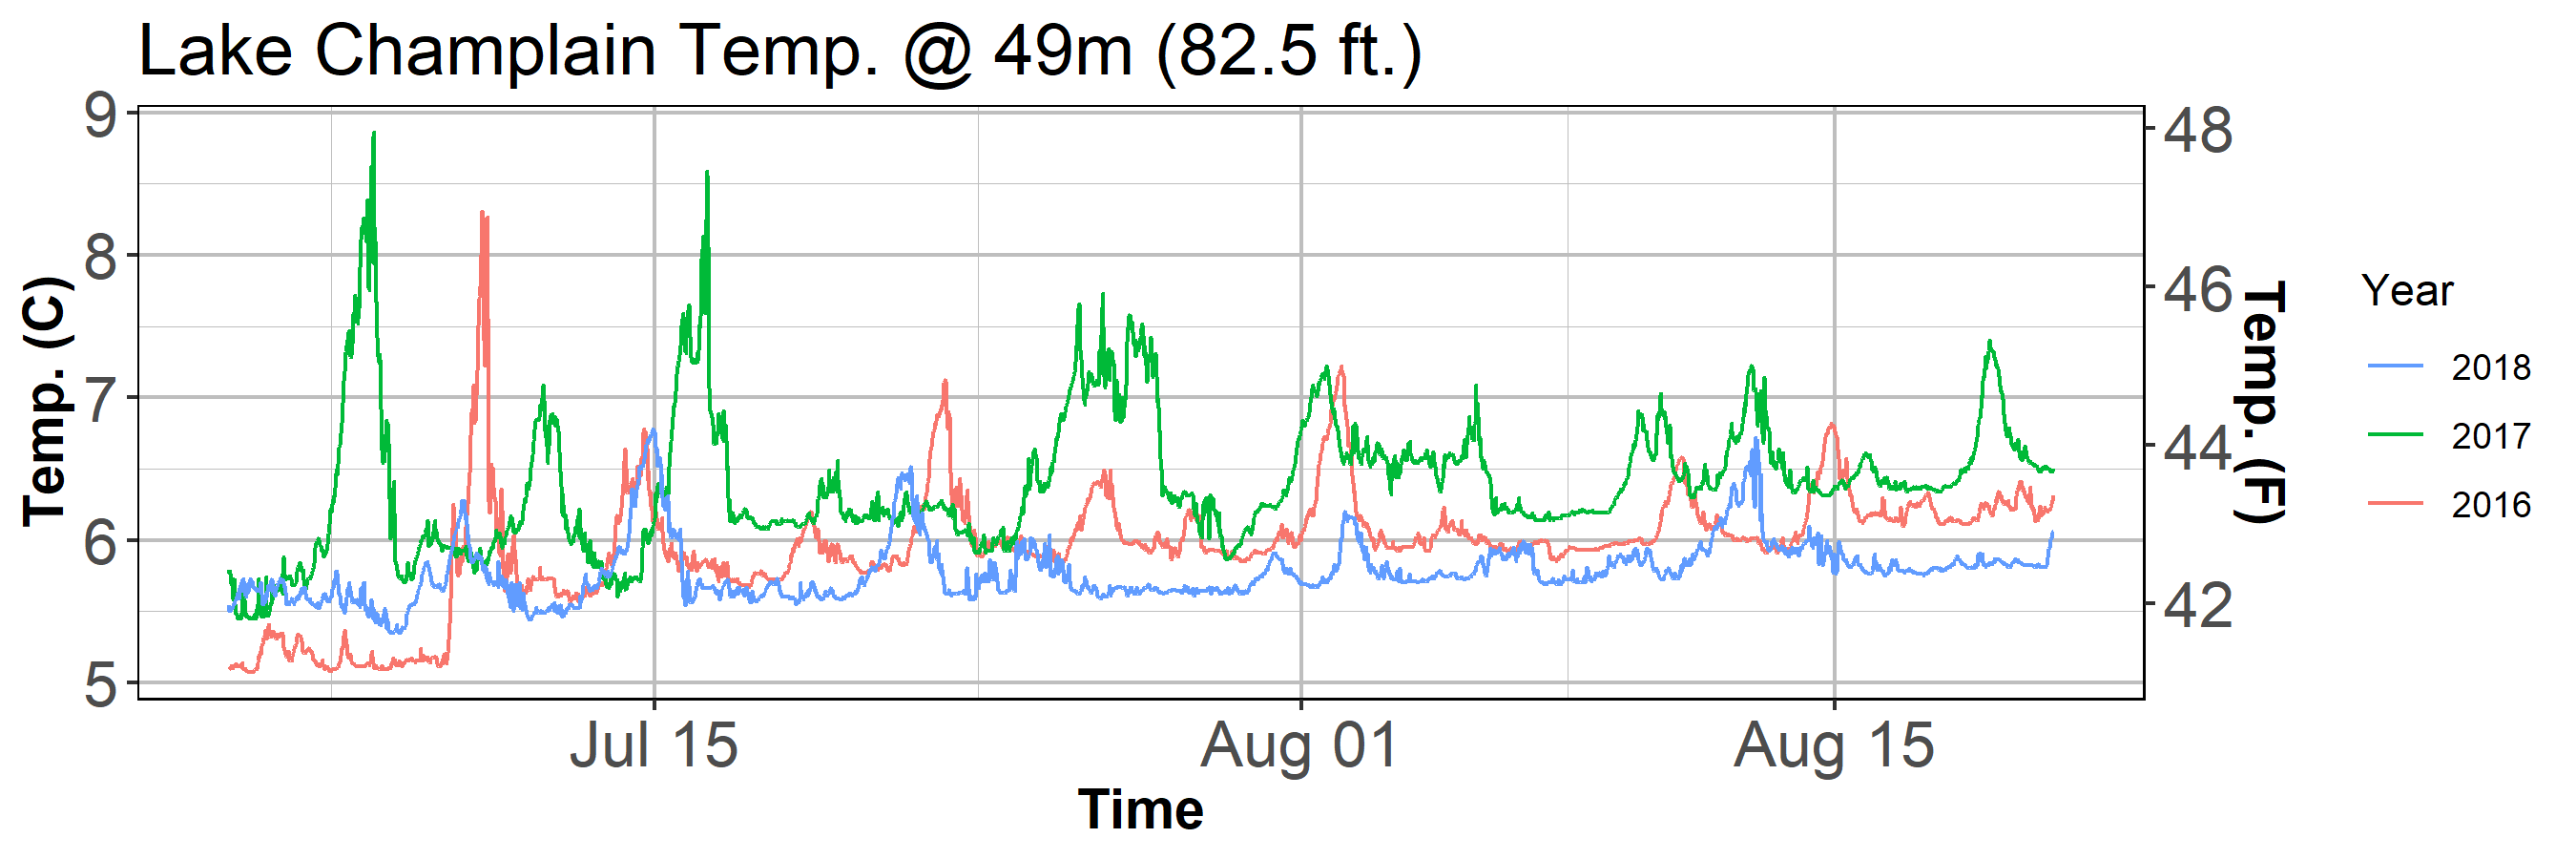 Lake Champlain Temp. @ 49m (82.5 ft.)
9
8
7
6
5
Temp. (C)
48
46
44
42
Temp. (F)
Jul 15
Aug 01
Aug 15
Time
Year
2018
2017
2016